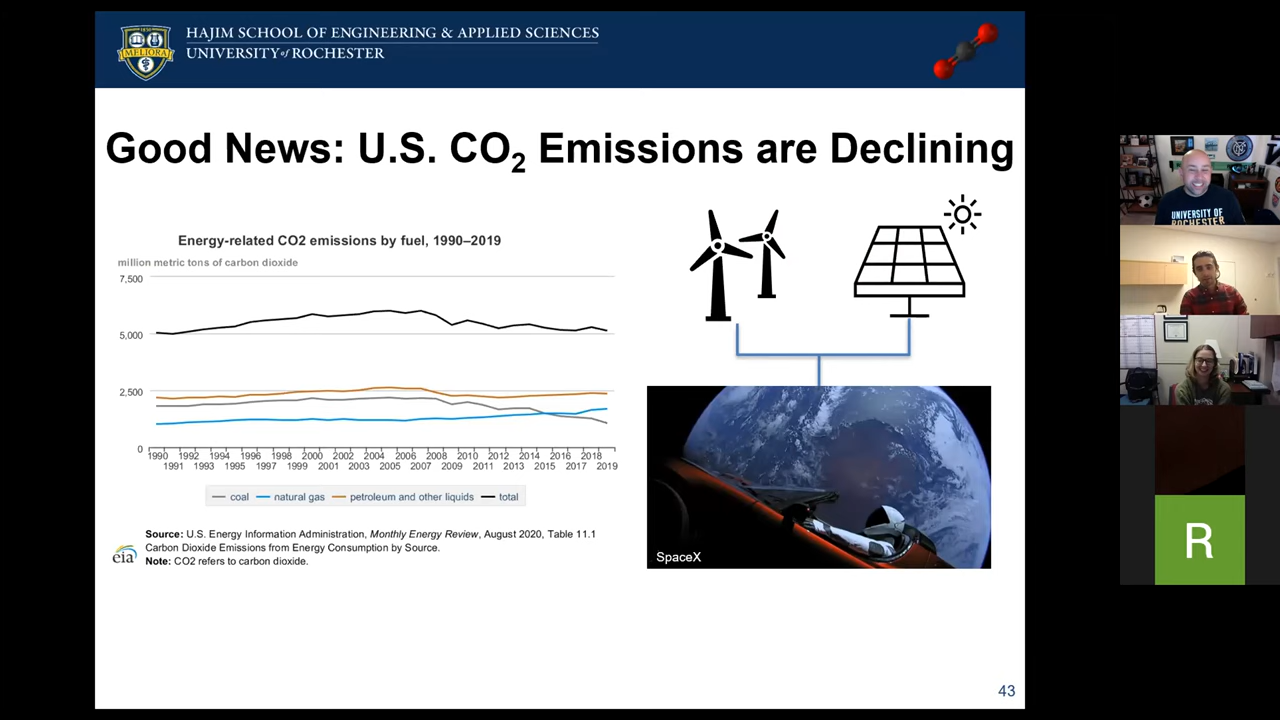 HAJIM SCHOOL OF ENGINEERING & APPLIED SCIENCES
UNIVERSITY of ROCHESTER
MELIORA
Good News: U.S. CO2 Emissions are Declining
Energy-related CO2 emissions by fuel, 1990–2019
million metric tons of carbon dioxide
7,500
5,000
2,500
0
1990 1992 1994 1996 1998 2000 2002 2004 2006 2008 2010 2012 2014 2016 2018
1991 1993 1995 1997 1999 2001 2003 2005 2007 2009 2011 2013 2015 2017 2019
coal natural gas petroleum and other liquids total
Source: U.S. Energy Information Administration, Monthly Energy Review, August 2020, Table 11.1
Carbon Dioxide Emissions from Energy Consumption by Source.
Note: CO2 refers to carbon dioxide.
eia
SpaceX
43
UNIVERSITY OF
ROCHESTER
R